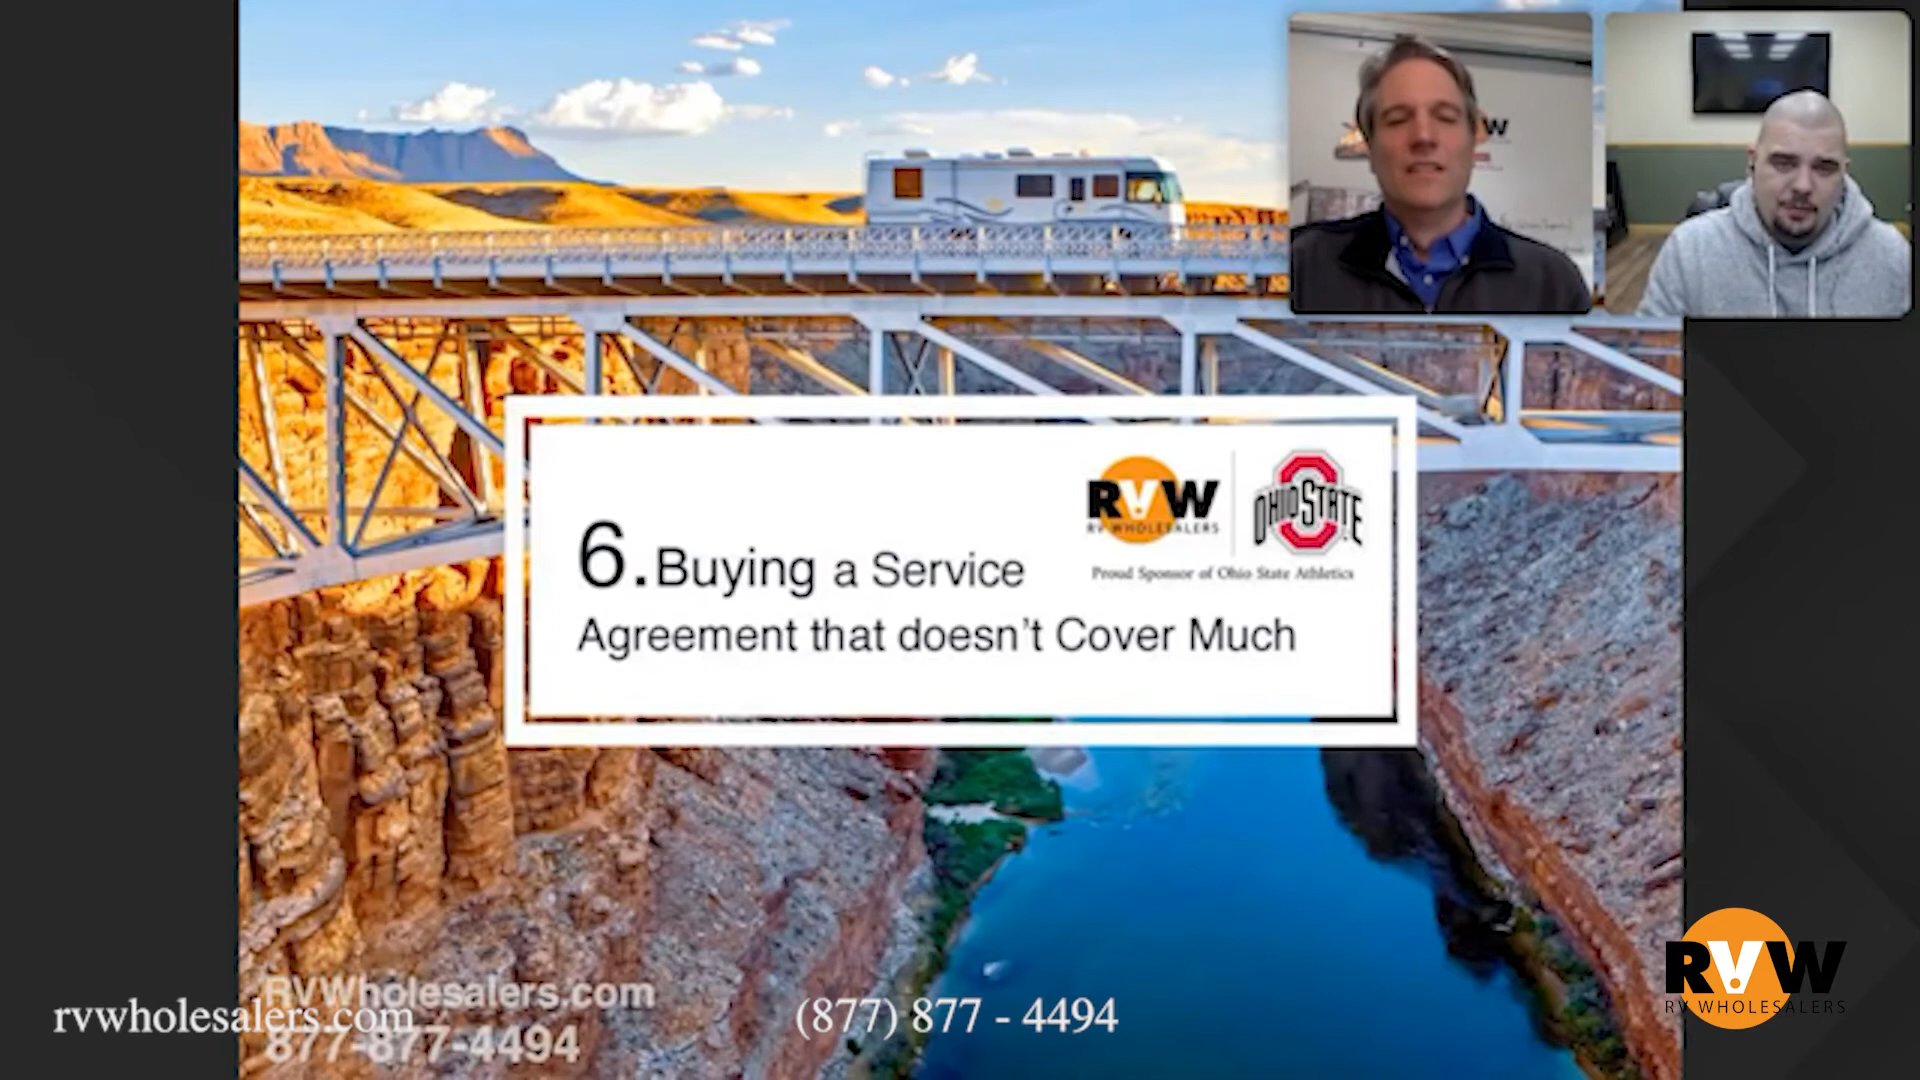 W
RVW
RV WHOLESALERS
OHIO STATE
Proud Sponsor of Ohio State Athletics
6. Buying a Service
Agreement that doesn't Cover Much
RVWholesalers.com
877-877-4494
rvwholesalers.com
(877) 877 - 4494
RVW
RV WHOLESALERS